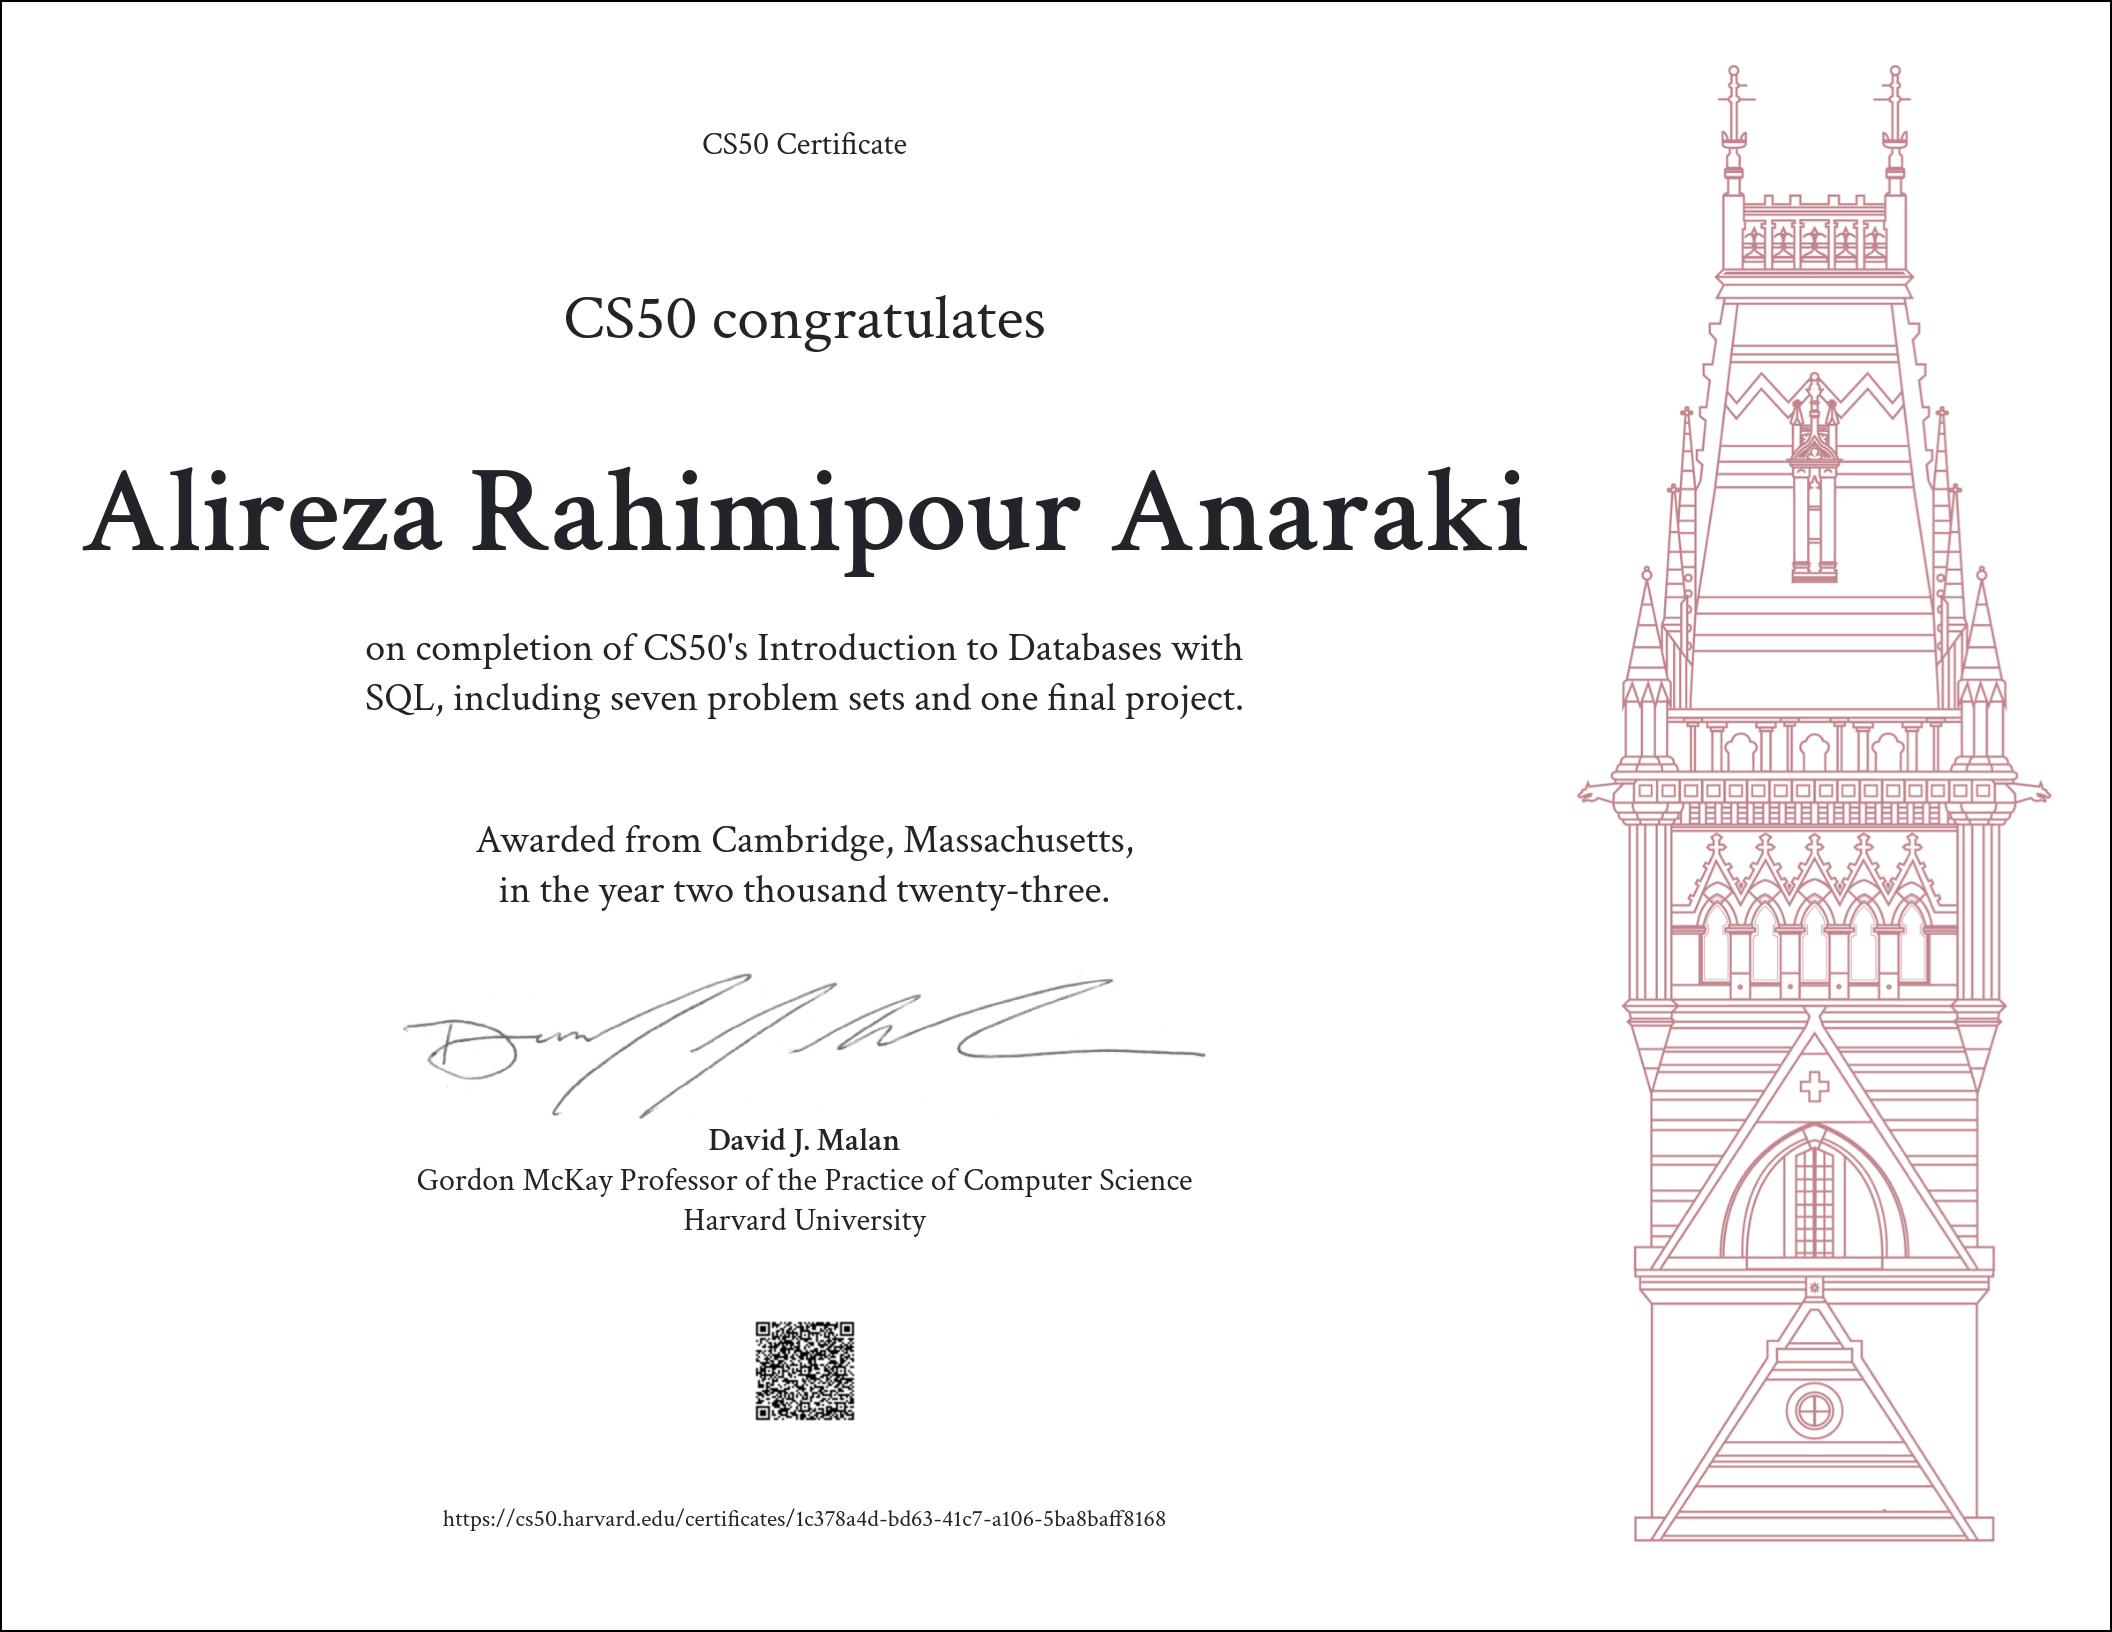 CS50 Certificate
CS50 congratulates
Alireza Rahimipour Anaraki
on completion of CS50's Introduction to Databases with
SQL, including seven problem sets and one final project.
Awarded from Cambridge, Massachusetts,
in the year two thousand twenty-three.
David J. Malan
Gordon McKay Professor of the Practice of Computer Science
Harvard University
https://cs50.harvard.edu/certificates/1c378a4d-bd63-41c7-a106-5ba8baff8168